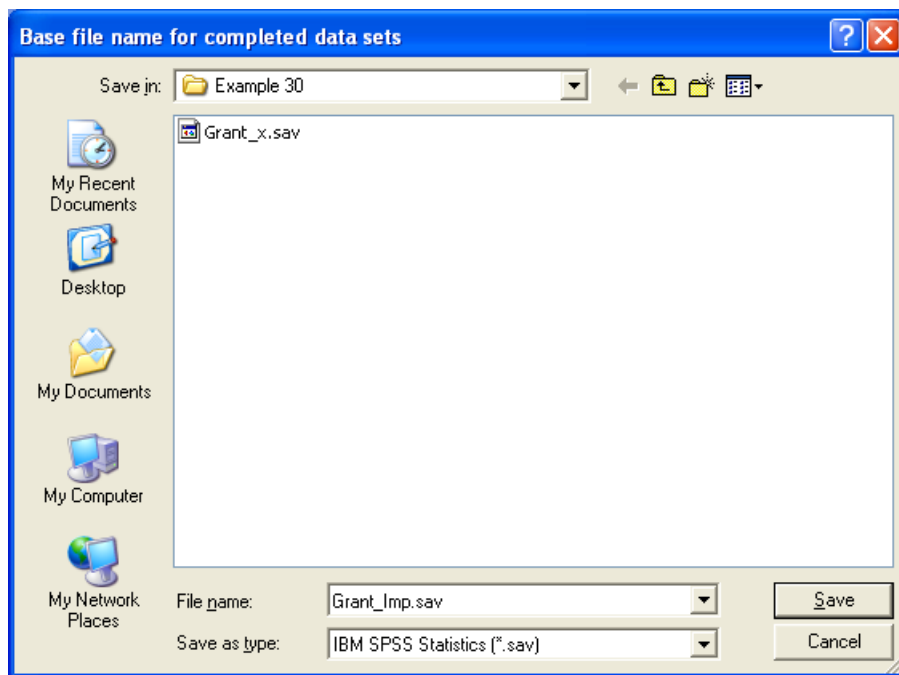 Base file name for completed data sets
Save in:
Example 30
Grant_x.sav
My Recent
Documents
Desktop
My Documents
My Computer
My Network
Places
File name:
Grant_Imp.sav
Save
Save as type:
IBM SPSS Statistics (*.sav)
Cancel